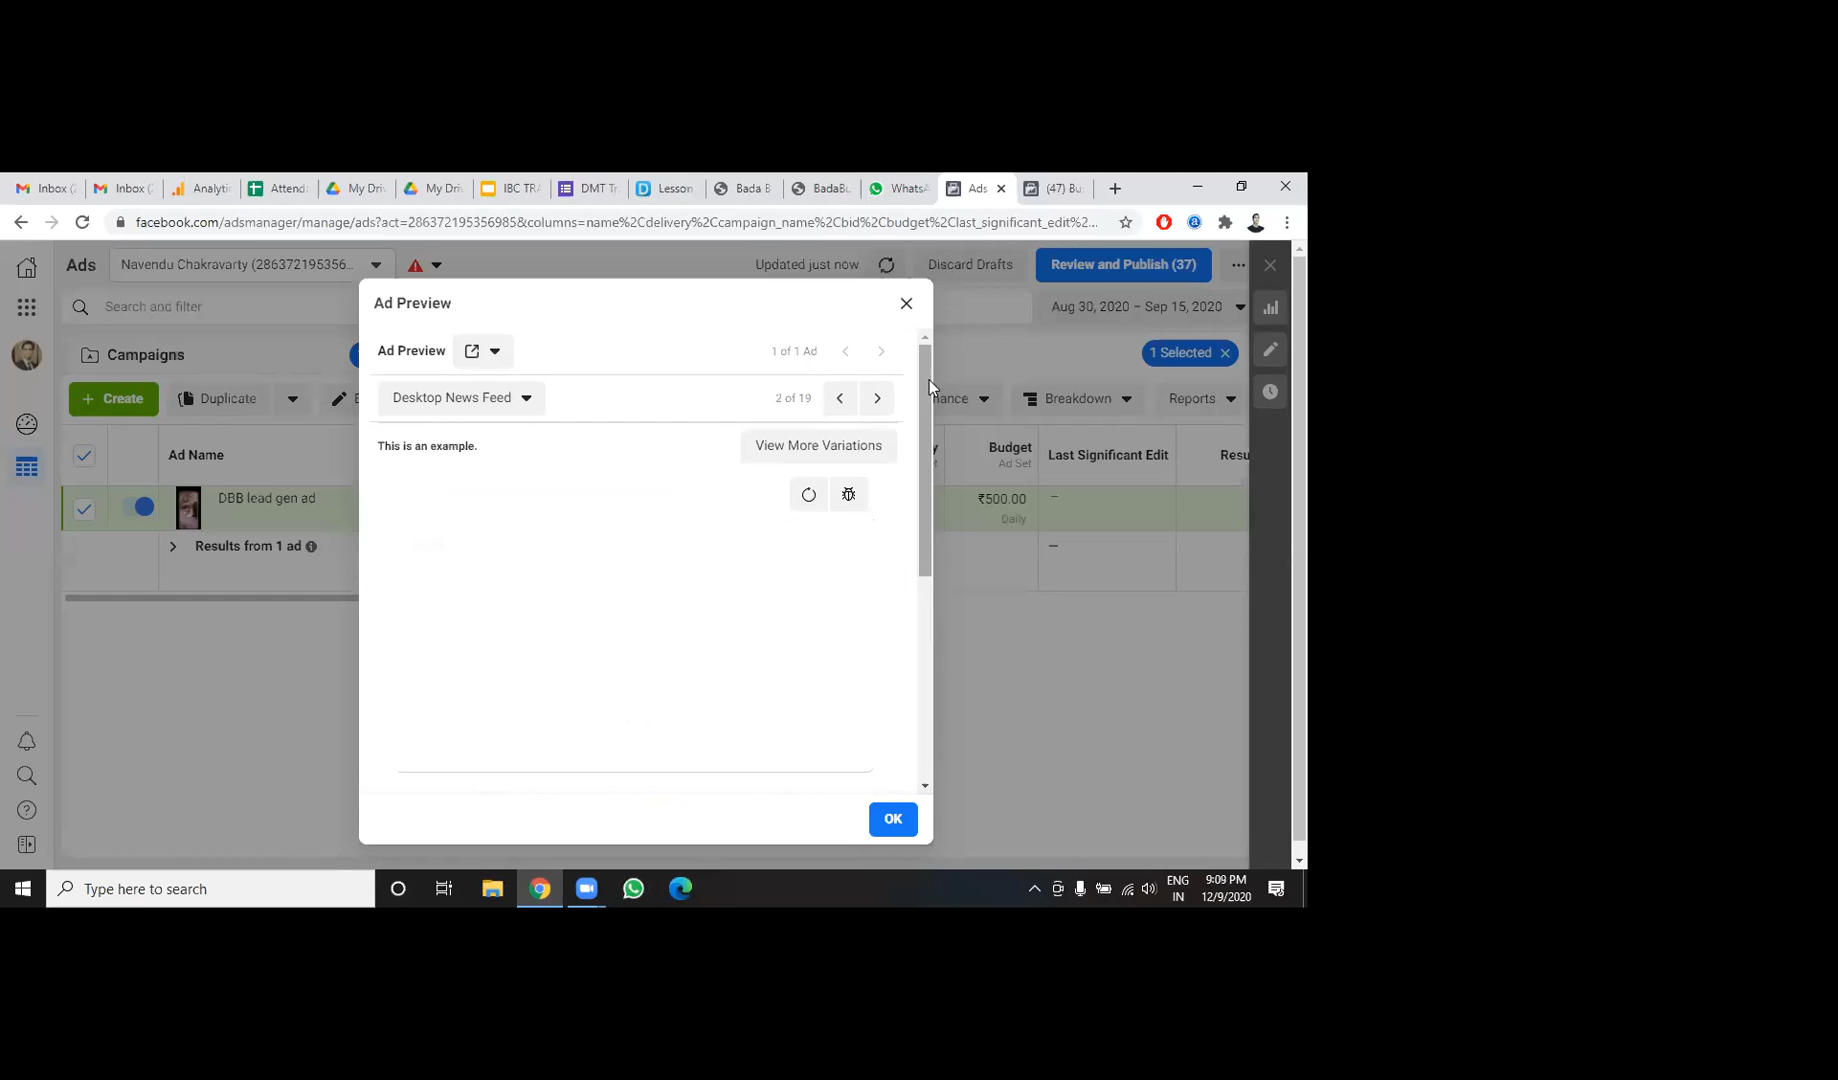 Inbox (
Inbox (
Analytic
Attend
My Dri
My Dri
IBC TR
DMT Tr
Lesson
Bada B
BadaBu
WhatsA
Ads
(47) Bu
facebook.com/adsmanager/manage/ads?act=286372195356985&columns=name%2Cdelivery%2Ccampaign_name%2Cbid%2Cbudget%2Clast_significant_edit%2...
Ads
Navendu Chakravarty (28637219536...
Updated just now
Discard Drafts
Review and Publish (37)
Search and filter
Aug 30, 2020 – Sep 15, 2020
Campaigns
1 Selected
+ Create
Duplicate
E
mance
Breakdown
Reports
Ad Name
y
Budget
Last Significant Edit
Resu
t
Ad Set
DBB lead gen ad
₹500.00
–
Daily
Results from 1 ad
—
Ad Preview
Ad Preview
1 of 1 Ad
Desktop News Feed
2 of 19
This is an example.
View More Variations
OK
Type here to search
ENG
IN
9:09 PM
12/9/2020